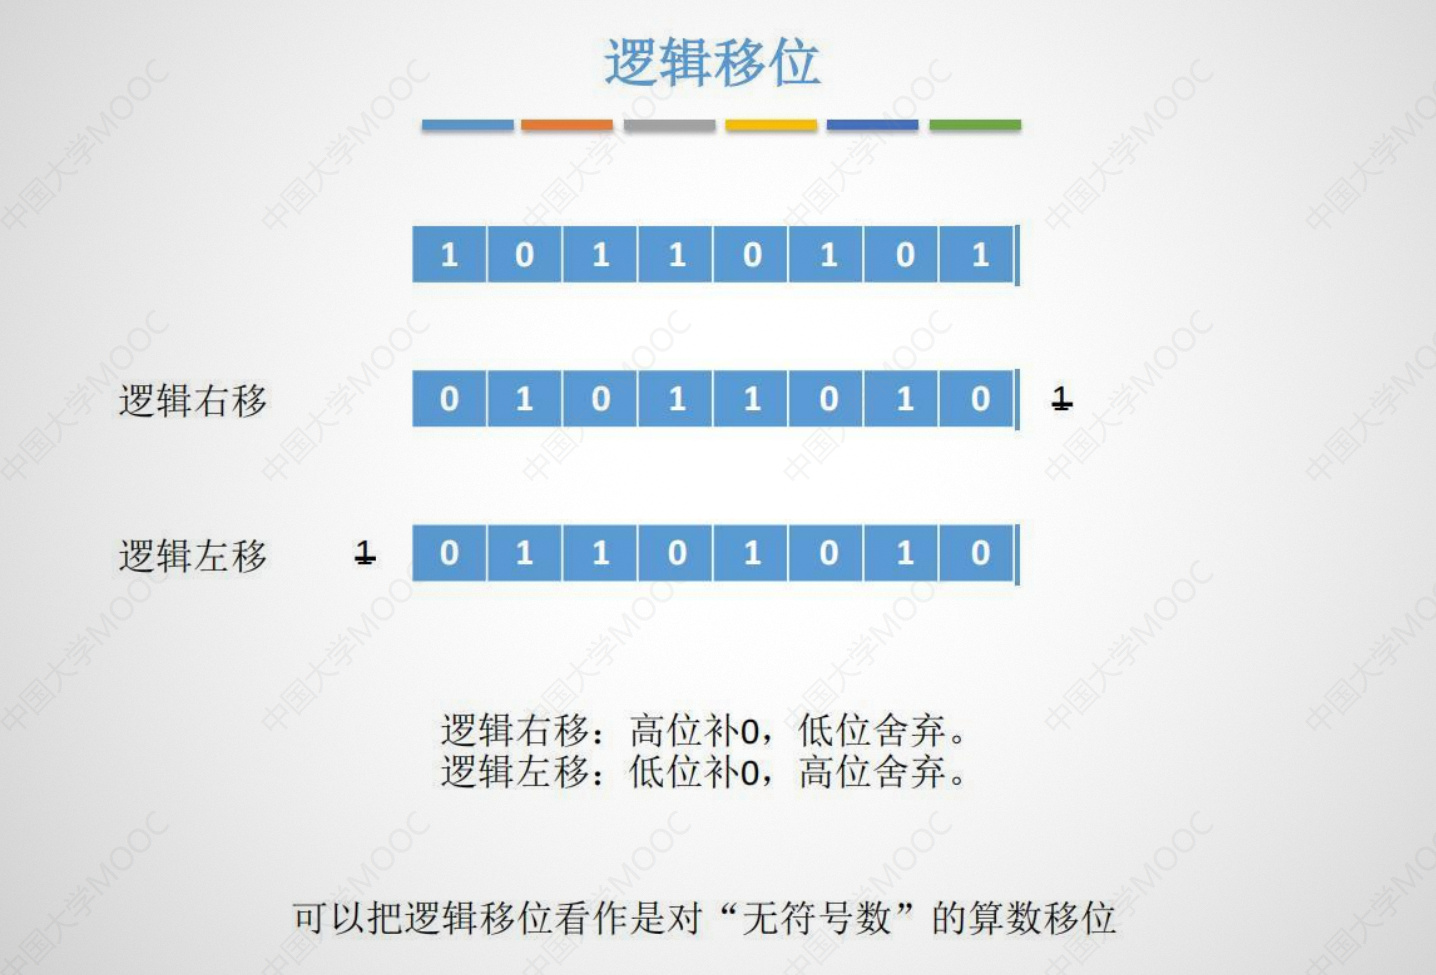 逻辑移位
1 0 1 1 0 1 0 1
逻辑右移 0 1 0 1 1 0 1 0 1
逻辑左移 1 0 1 1 0 1 0 1 0
逻辑右移：高位补0，低位舍弃。
逻辑左移：低位补0，高位舍弃。
可以把逻辑移位看作是对“无符号数”的算数移位
中国大学MOOC